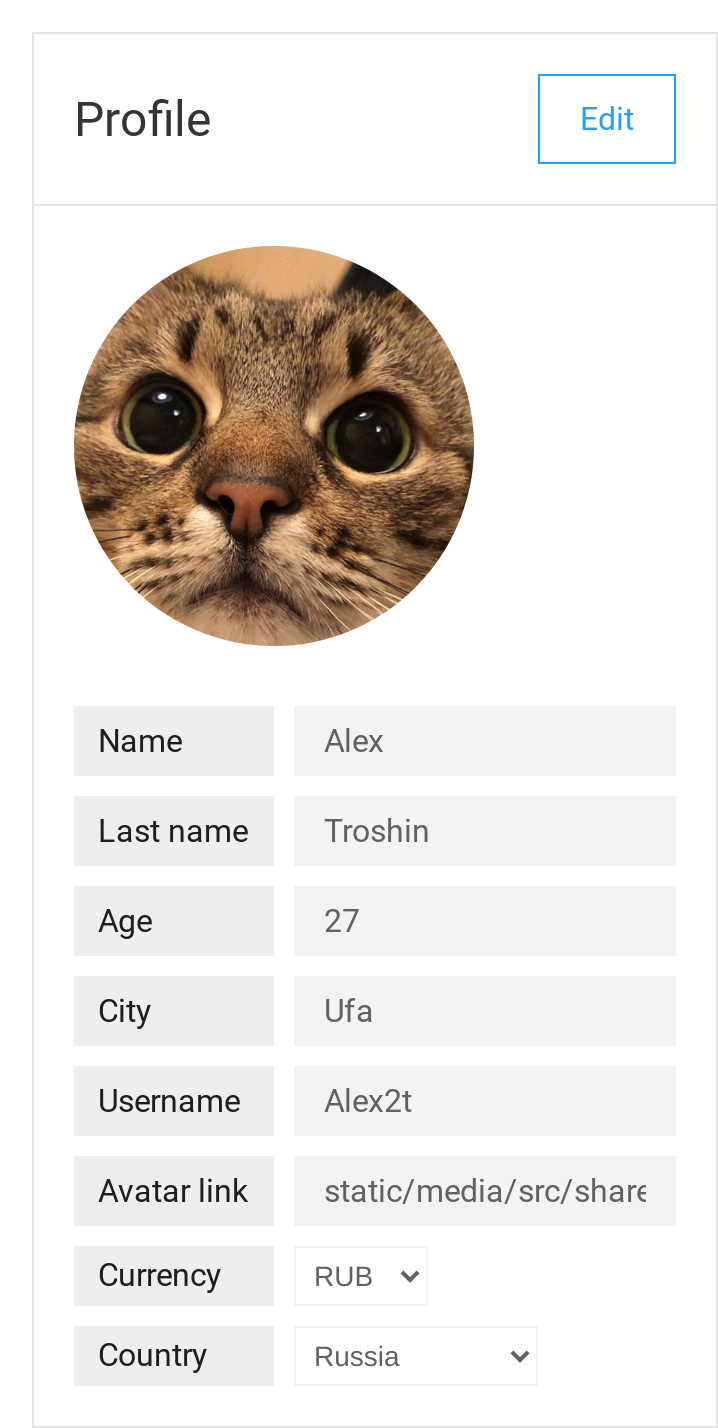 Profile
Edit
Name
Alex
Last name
Troshin
Age
27
City
Ufa
Username
Alex2t
Avatar link
static/media/src/share
Currency
RUB
Country
Russia